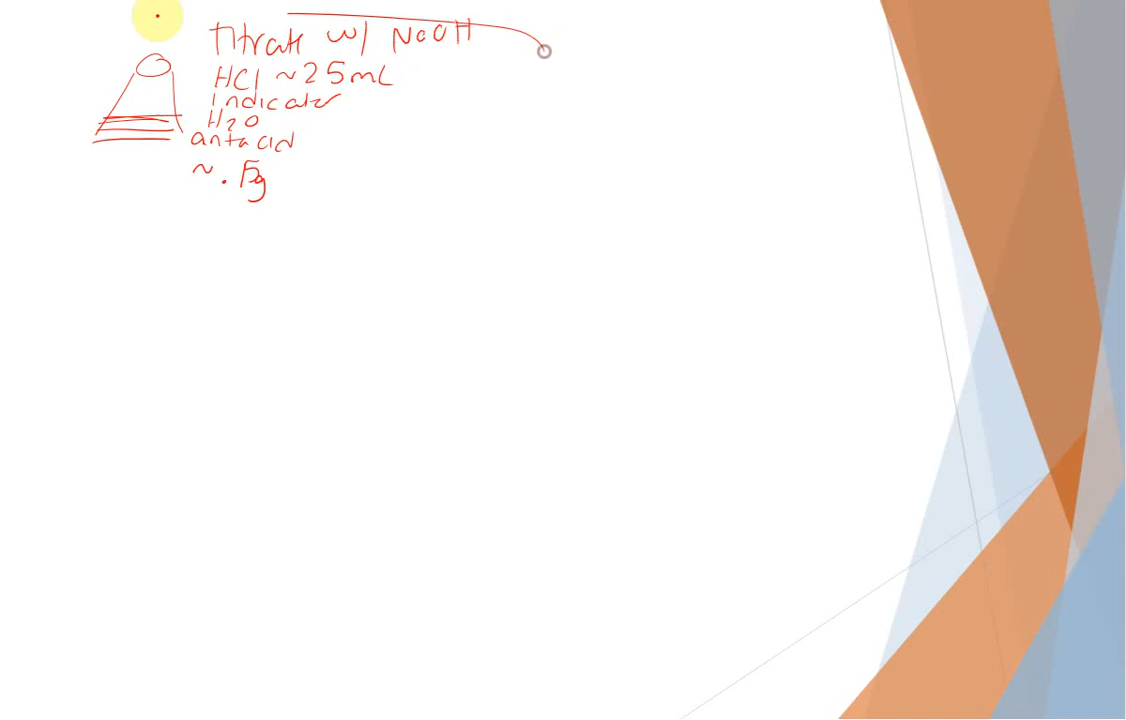 titrate w/ NaOH
HCl ~25mL
indicator
H2O
antacid
~.5g